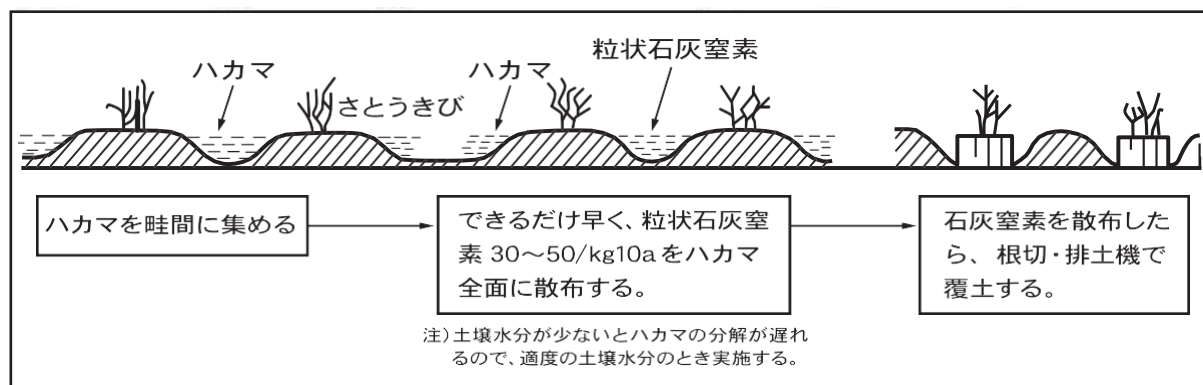 ハカマ
さとうきび
ハカマ
粒状石灰窒素
ハカマを畦間に集める
できるだけ早く、粒状石灰窒
素 30〜50/kg10a をハカマ
全面に散布する。
注）土壌水分が少ないとハカマの分解が遅れ
るので、適度の土壌水分のとき実施する。
石灰窒素を散布した
ら、根切・排土機で
覆土する。